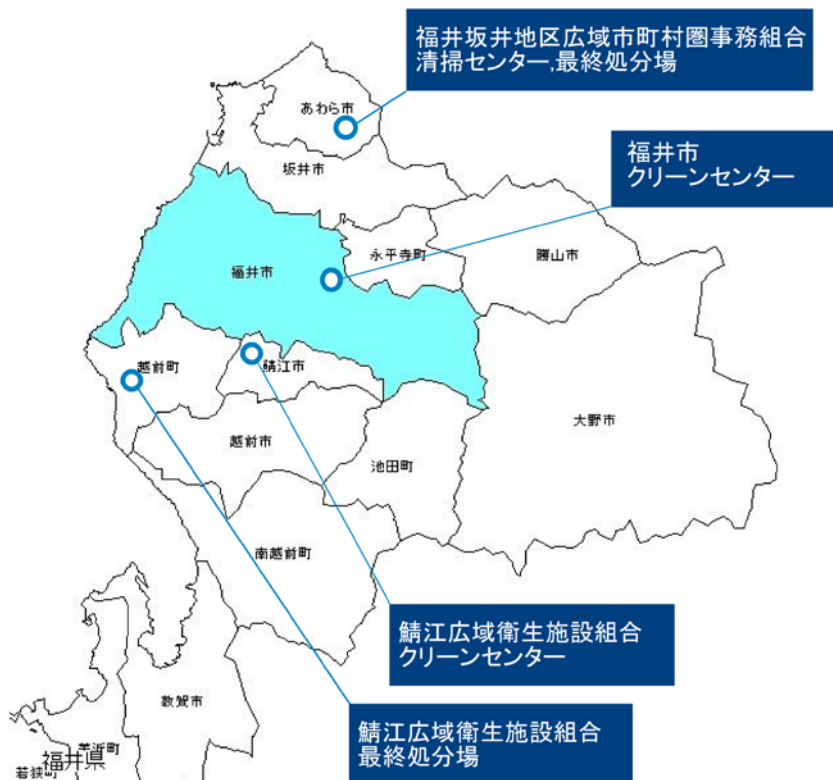 福井坂井地区広域市町村圏事務組合
清掃センター,最終処分場
あわら市
福井市
クリーンセンター
坂井市
永平寺町
勝山市
福井市
越前町
鯖江市
大野市
越前市
池田町
南越前町
鯖江広域衛生施設組合
クリーンセンター
敦賀市
鯖江広域衛生施設組合
最終処分場
美浜町
福井県
若狭町